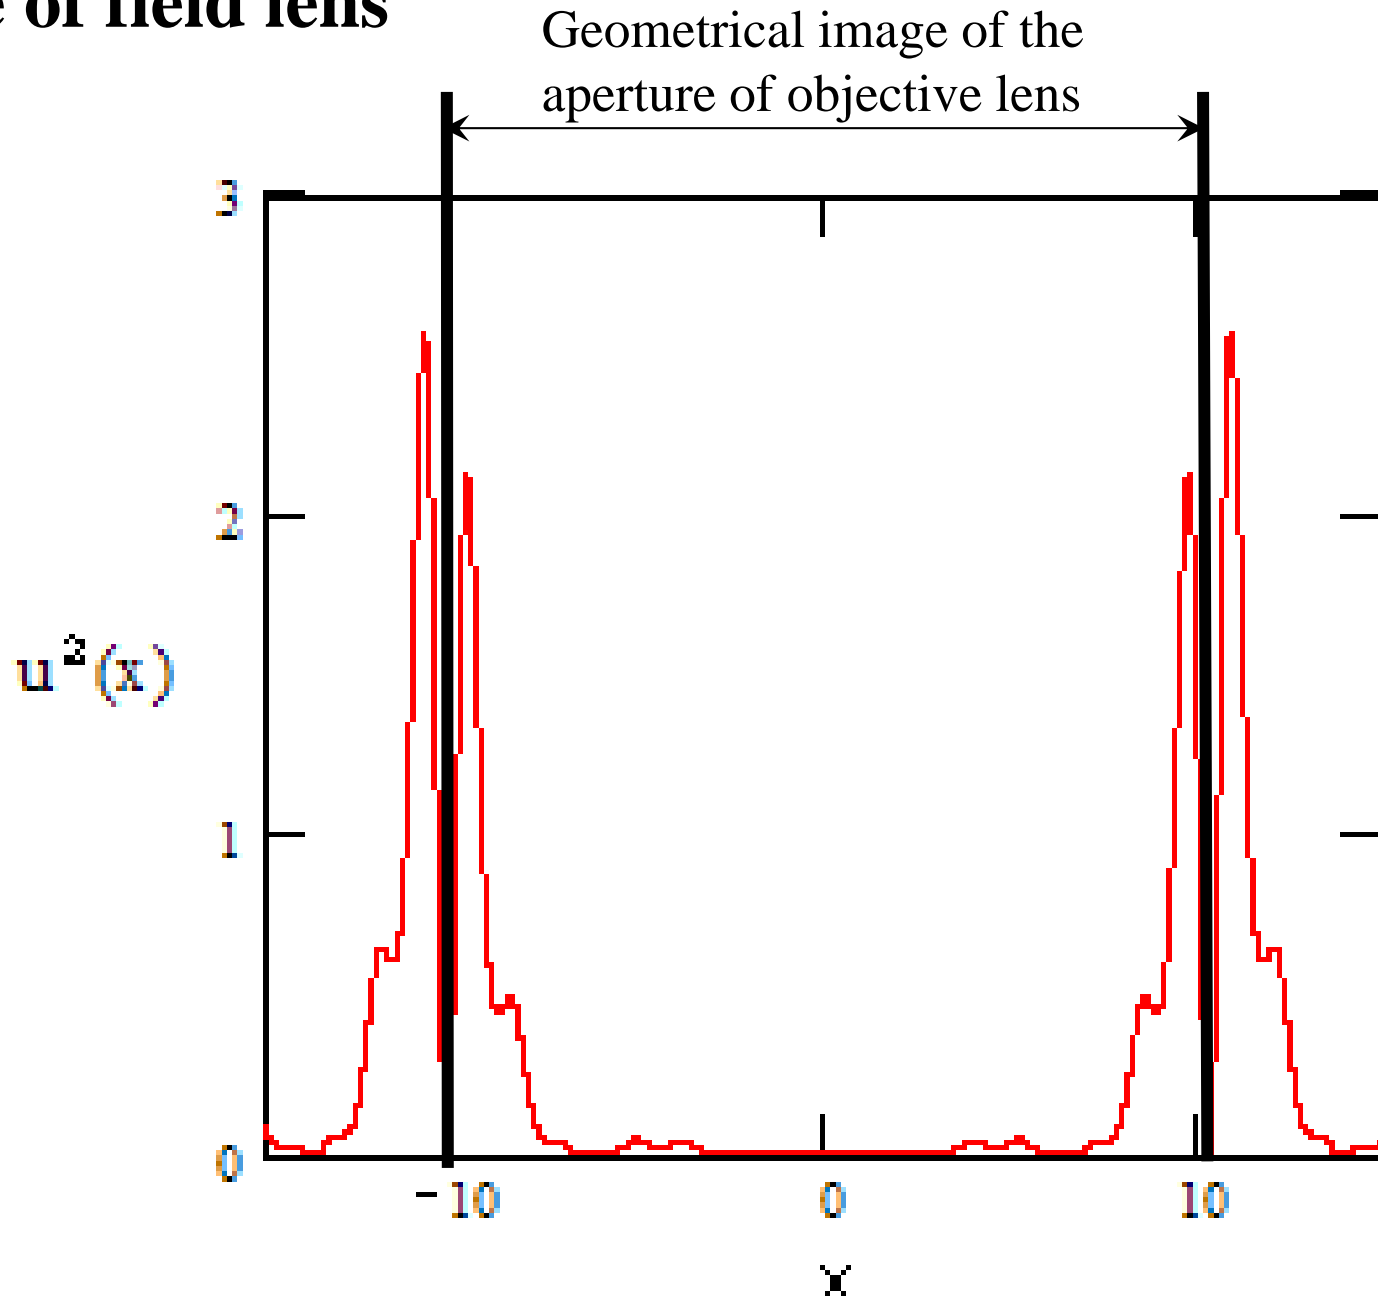 of field lens
Geometrical image of the
aperture of objective lens
3
2
u²(x)
1
0
-10 0 10
x